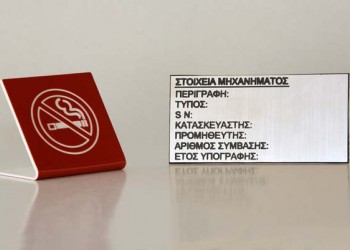 ΣΤΟΙΧΕΙΑ ΜΗΧΑΝΗΜΑΤΟΣ
ΠΕΡΙΓΡΑΦΗ:
ΤΥΠΟΣ:
S N:
ΚΑΤΑΣΚΕΥΑΣΤΗΣ:
ΠΡΟΜΗΘΕΥΤΗΣ:
ΑΡΙΘΜΟΣ ΣΥΜΒΑΣΗΣ:
ΕΤΟΣ ΥΠΟΓΡΑΦΗΣ: